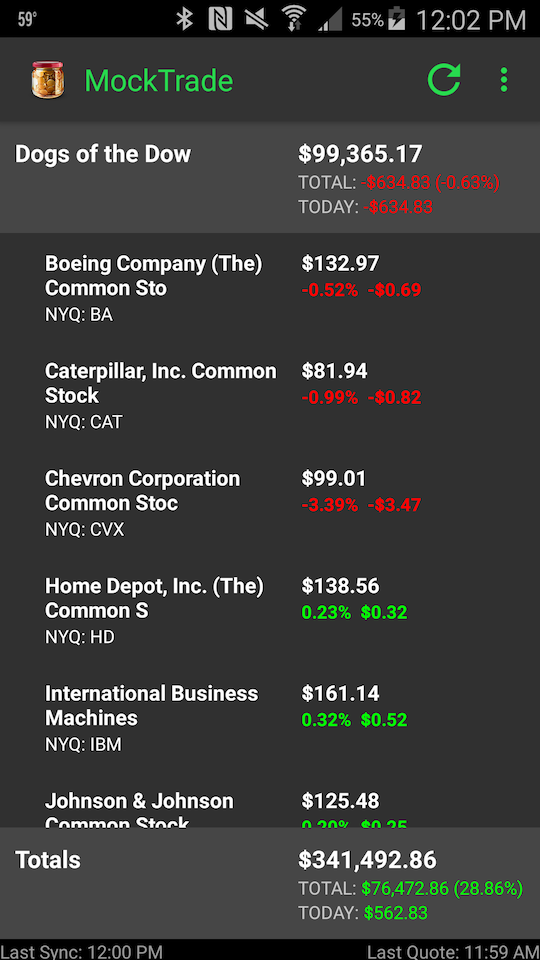 59°
55%
12:02 PM
MockTrade
Dogs of the Dow
$99,365.17
TOTAL: -$634.83 (-0.63%)
TODAY: -$634.83
Boeing Company (The)
Common Sto
NYQ: BA
$132.97
-0.52% -$0.69
Caterpillar, Inc. Common
Stock
NYQ: CAT
$81.94
-0.99% -$0.82
Chevron Corporation
Common Stoc
NYQ: CVX
$99.01
-3.39% -$3.47
Home Depot, Inc. (The)
Common S
NYQ: HD
$138.56
0.23% $0.32
International Business
Machines
NYQ: IBM
$161.14
0.32% $0.52
Johnson & Johnson
Common Stock
$125.48
0.20% $0.25
Totals
$341,492.86
TOTAL: $76,472.86 (28.86%)
TODAY: $562.83
Last Sync: 12:00 PM
Last Quote: 11:59 AM